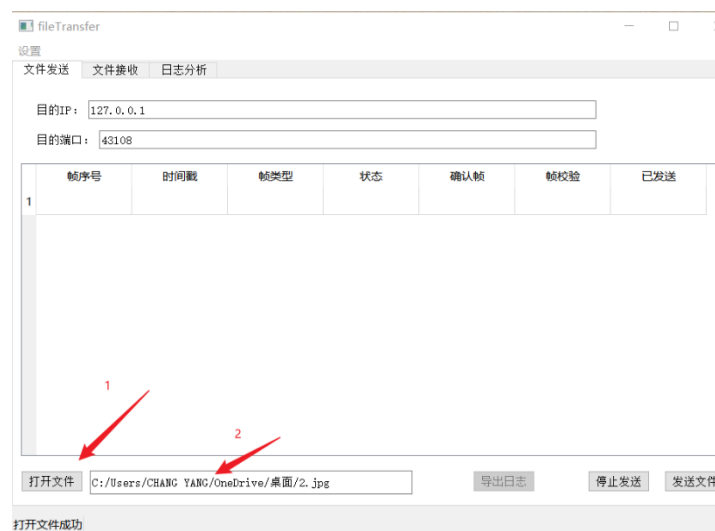 fileTransfer
设置
文件发送 文件接收 日志分析
目的IP: 127.0.0.1
目的端口: 43108
帧序号 时间戳 帧类型 状态 确认帧 帧校验 已发送
1
1
2
打开文件 C:/Users/CHANG YANG/OneDrive/桌面/2.jpg 导出日志 停止发送 发送文件
打开文件成功